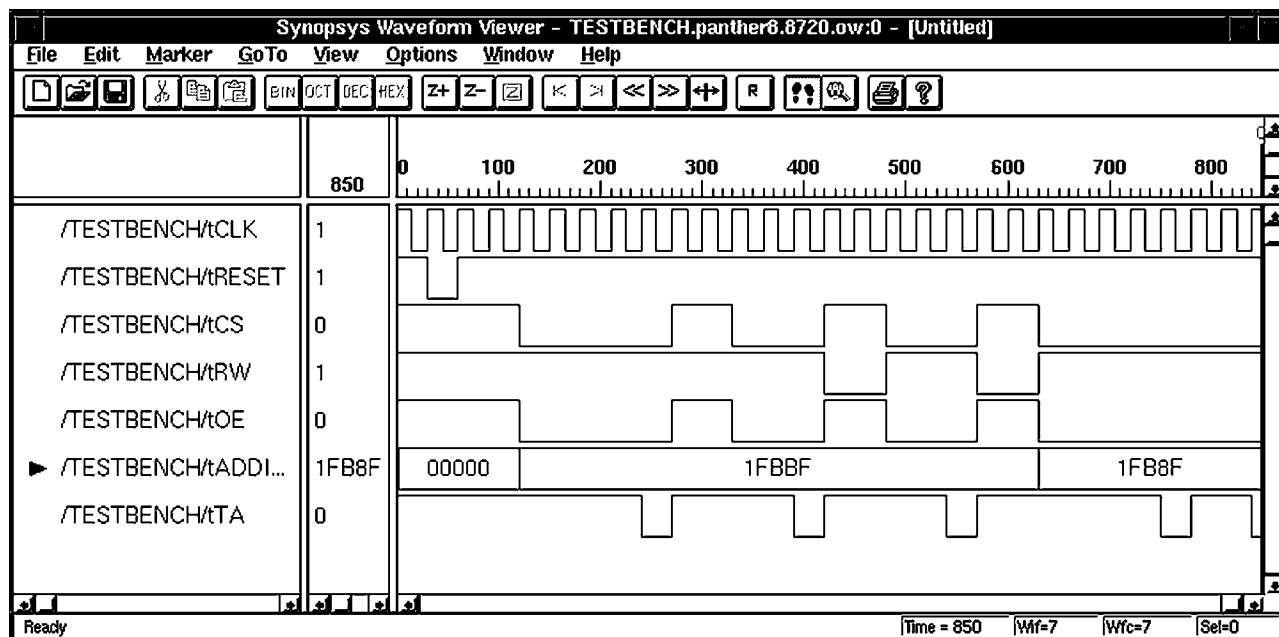 Synopsys Waveform Viewer - TESTBENCH.panther8.8720.ow:0 - [Untitled]
File Edit Marker GoTo View Options Window Help
BIN OCT DEC HEX Z+ Z- Z R ?
0 100 200 300 400 500 600 700 800
850
/TESTBENCH/tCLK 1
/TESTBENCH/tRESET 1
/TESTBENCH/tCS 0
/TESTBENCH/tRW 1
/TESTBENCH/tOE 0
/TESTBENCH/tADDI... 1FB8F 00000 1FBBF 1FB8F
/TESTBENCH/tTA 0
Ready Time = 850 Wif=7 Wfc=7 Sel=0